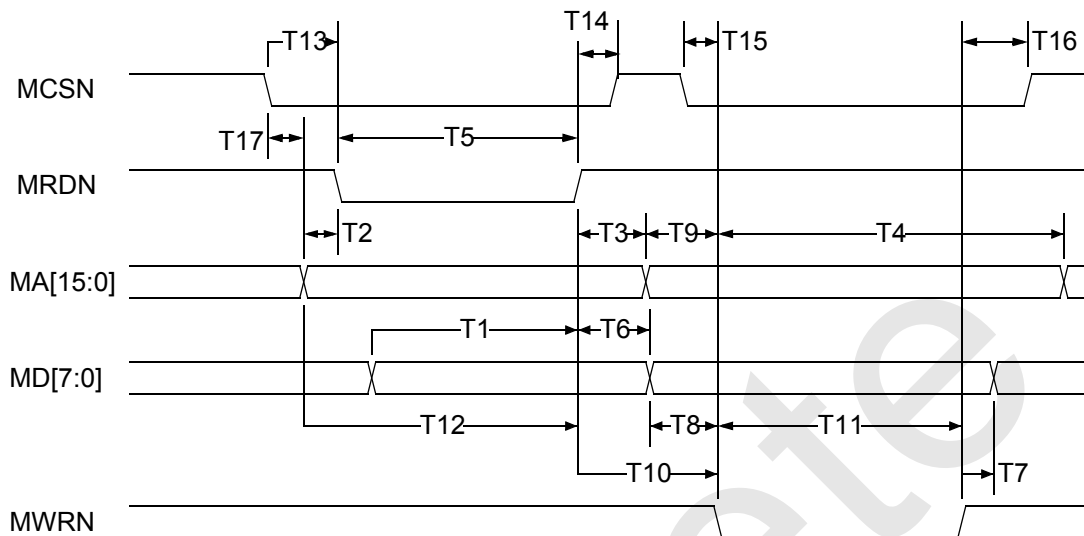 T14
T13
T15
T16
MCSN
T17
T5
MRDN
T2
T3
T9
T4
MA[15:0]
T1
T6
MD[7:0]
T12
T8
T11
T10
T7
MWRN
ete